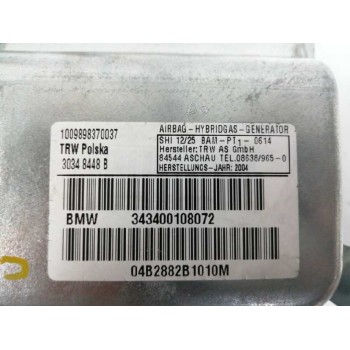 1009898370037
TRW Polska
3034 8448 B
AIRBAG - HYBRIDGAS - GENERATOR
SHI 12/25 BAM - PT1 - 0614
Hersteller: TRW AS GmbH
84544 ASCHAU TEL.08638/965-0
HERSTELLUNGS-JAHR: 2004
BMW 343400108072
04B2882B1010M